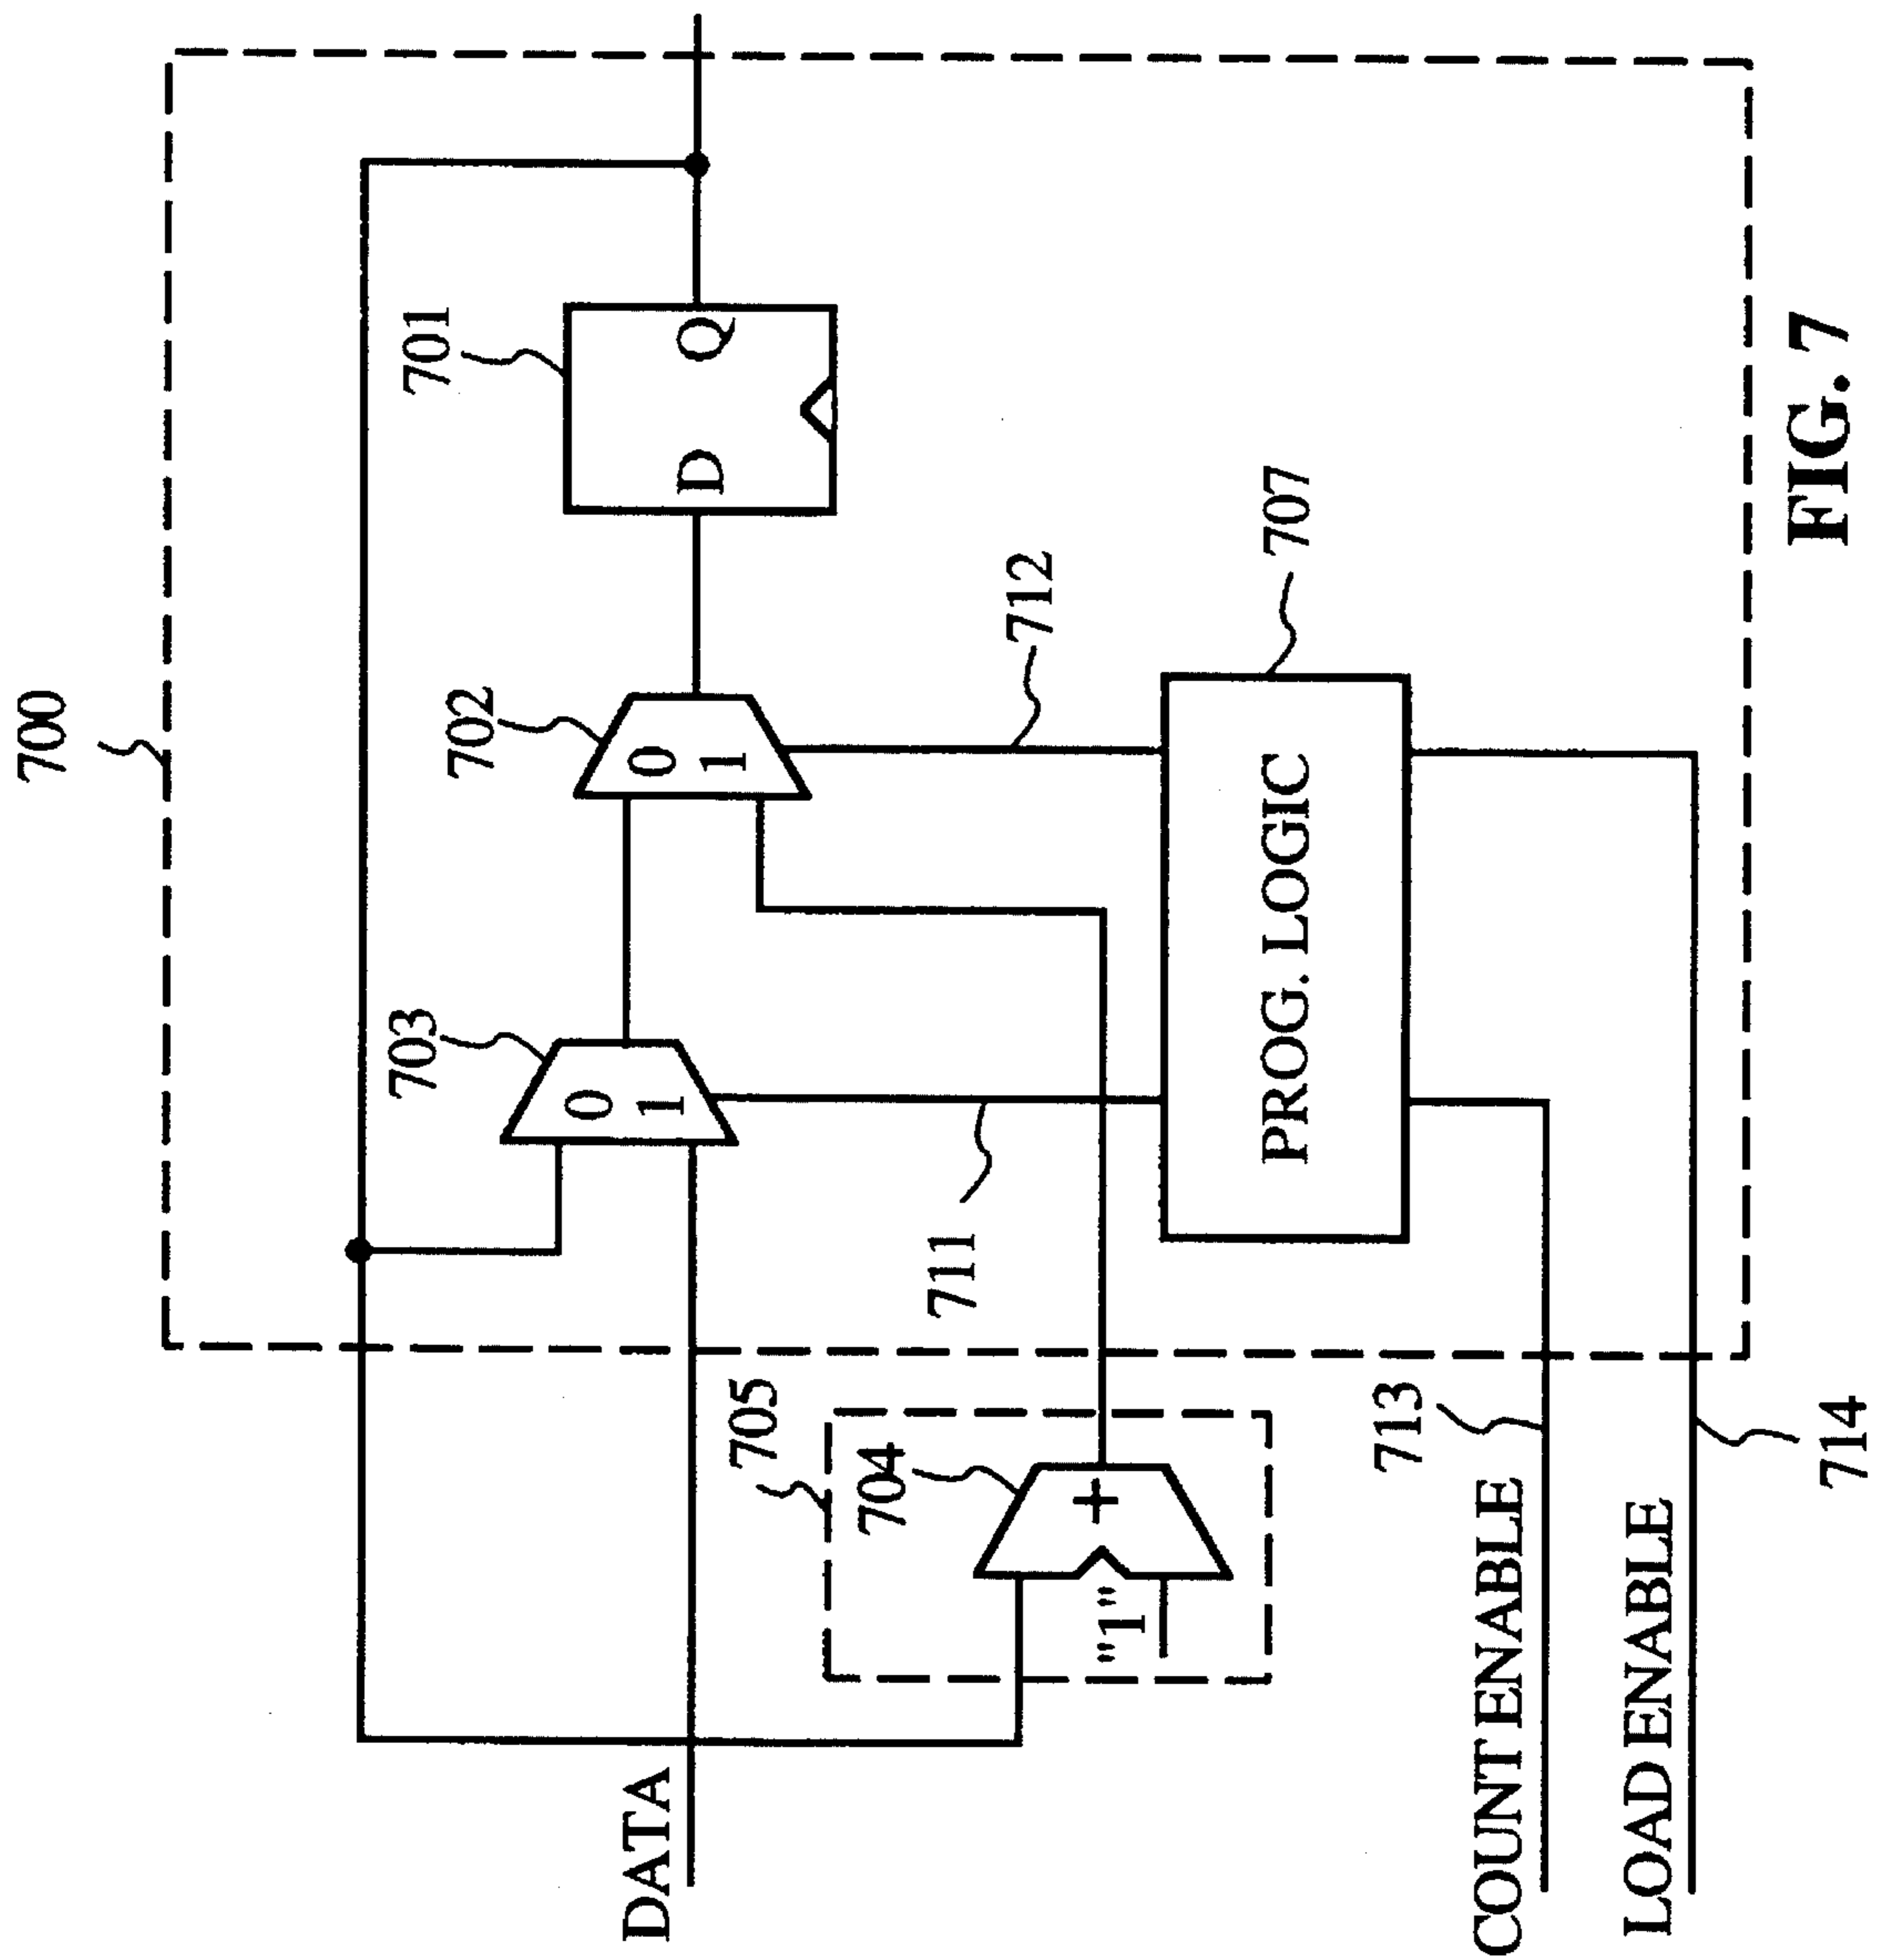 700
701
702
0
1
D
Q
703
0
1
712
707
PROG. LOGIC
711
705
704
+
"1"
DATA
713
COUNT ENABLE
LOAD ENABLE
714
FIG. 7